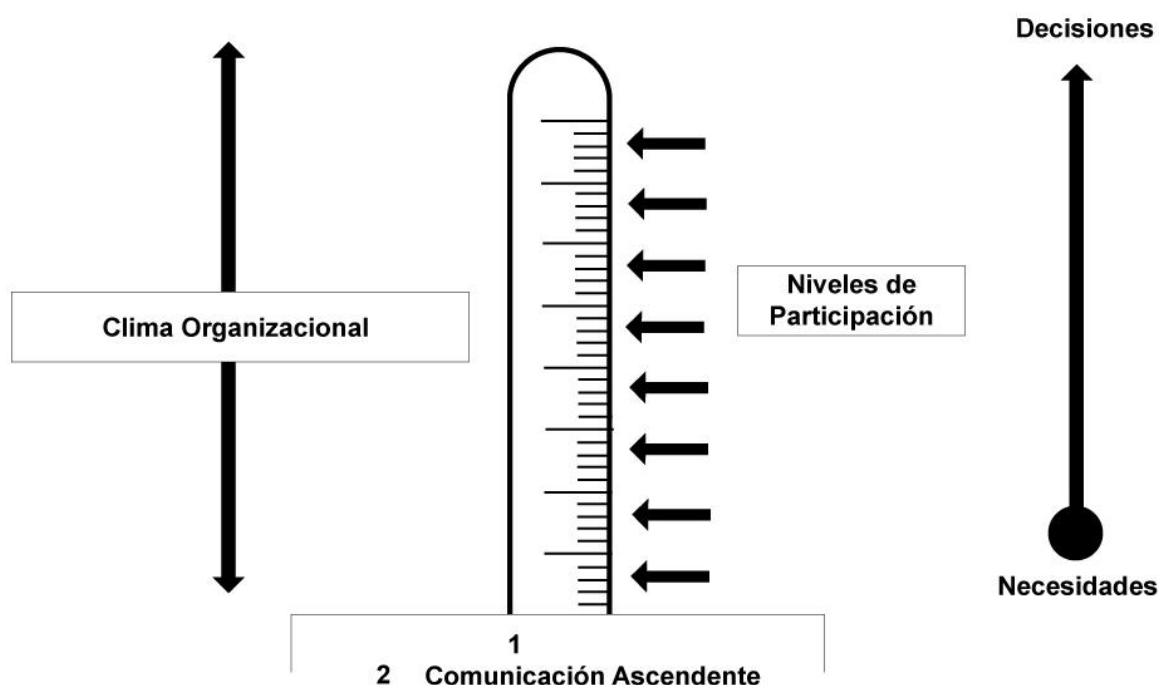 Decisiones
Clima Organizacional
Niveles de
Participación
Necesidades
1
2 Comunicación Ascendente